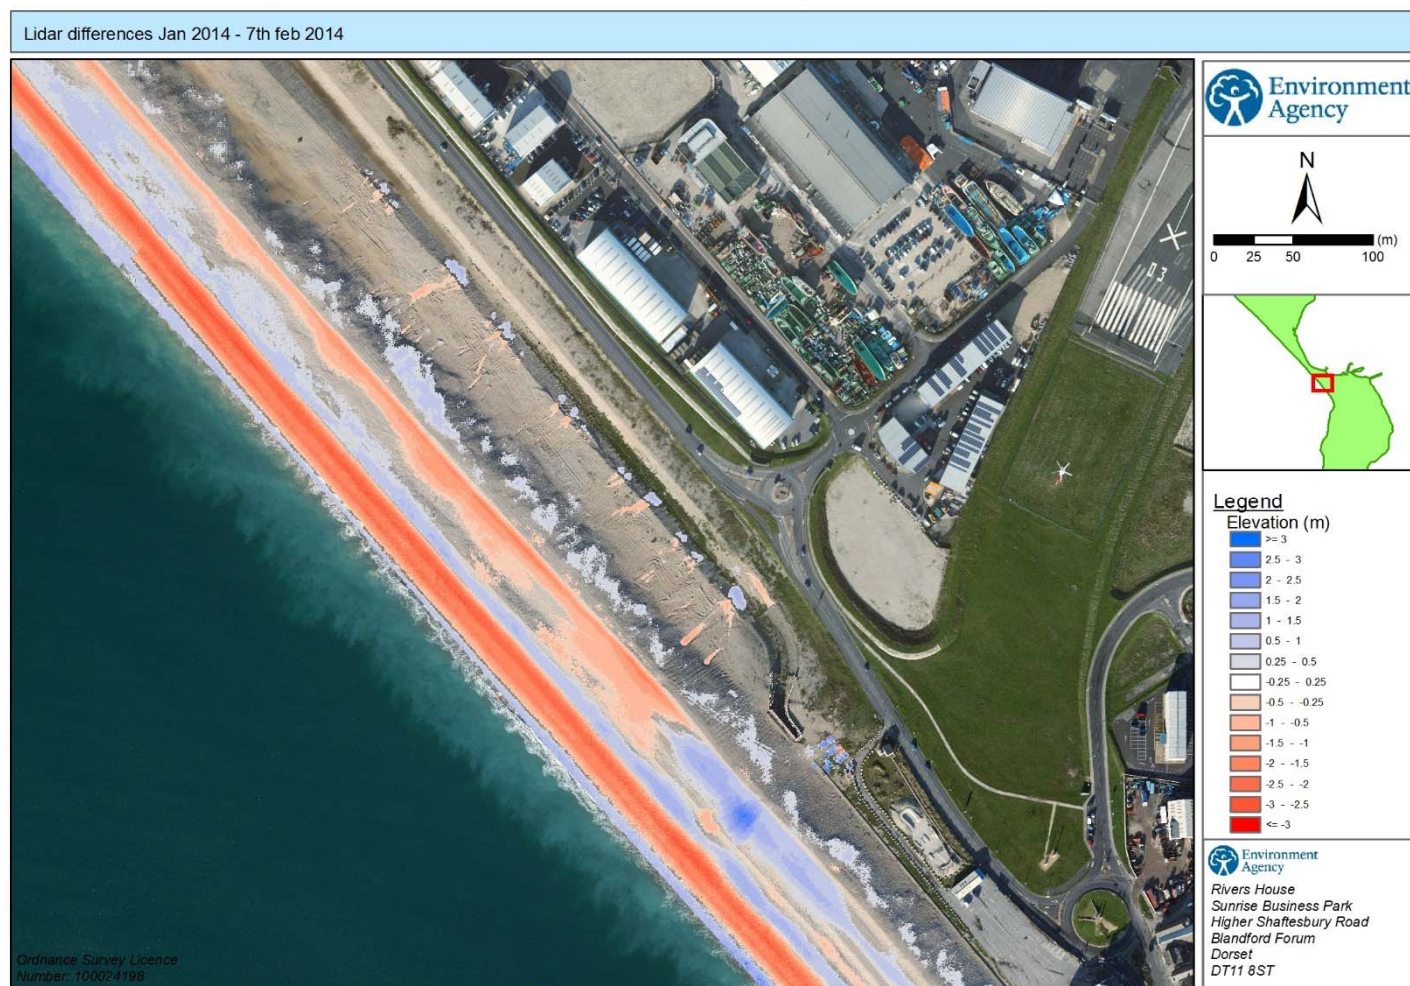 Lidar differences Jan 2014 - 7th feb 2014
Environment
Agency
N
(m)
0 25 50 100
03
Legend
Elevation (m)
>= 3
2.5 - 3
2 - 2.5
1.5 - 2
1 - 1.5
0.5 - 1
0.25 - 0.5
-0.25 - 0.25
-0.5 - -0.25
-1 - -0.5
-1.5 - -1
-2 - -1.5
-2.5 - -2
-3 - -2.5
<= -3
Environment
Agency
Rivers House
Sunrise Business Park
Higher Shaftesbury Road
Blandford Forum
Dorset
DT11 8ST
Ordnance Survey Licence
Number: 100024198